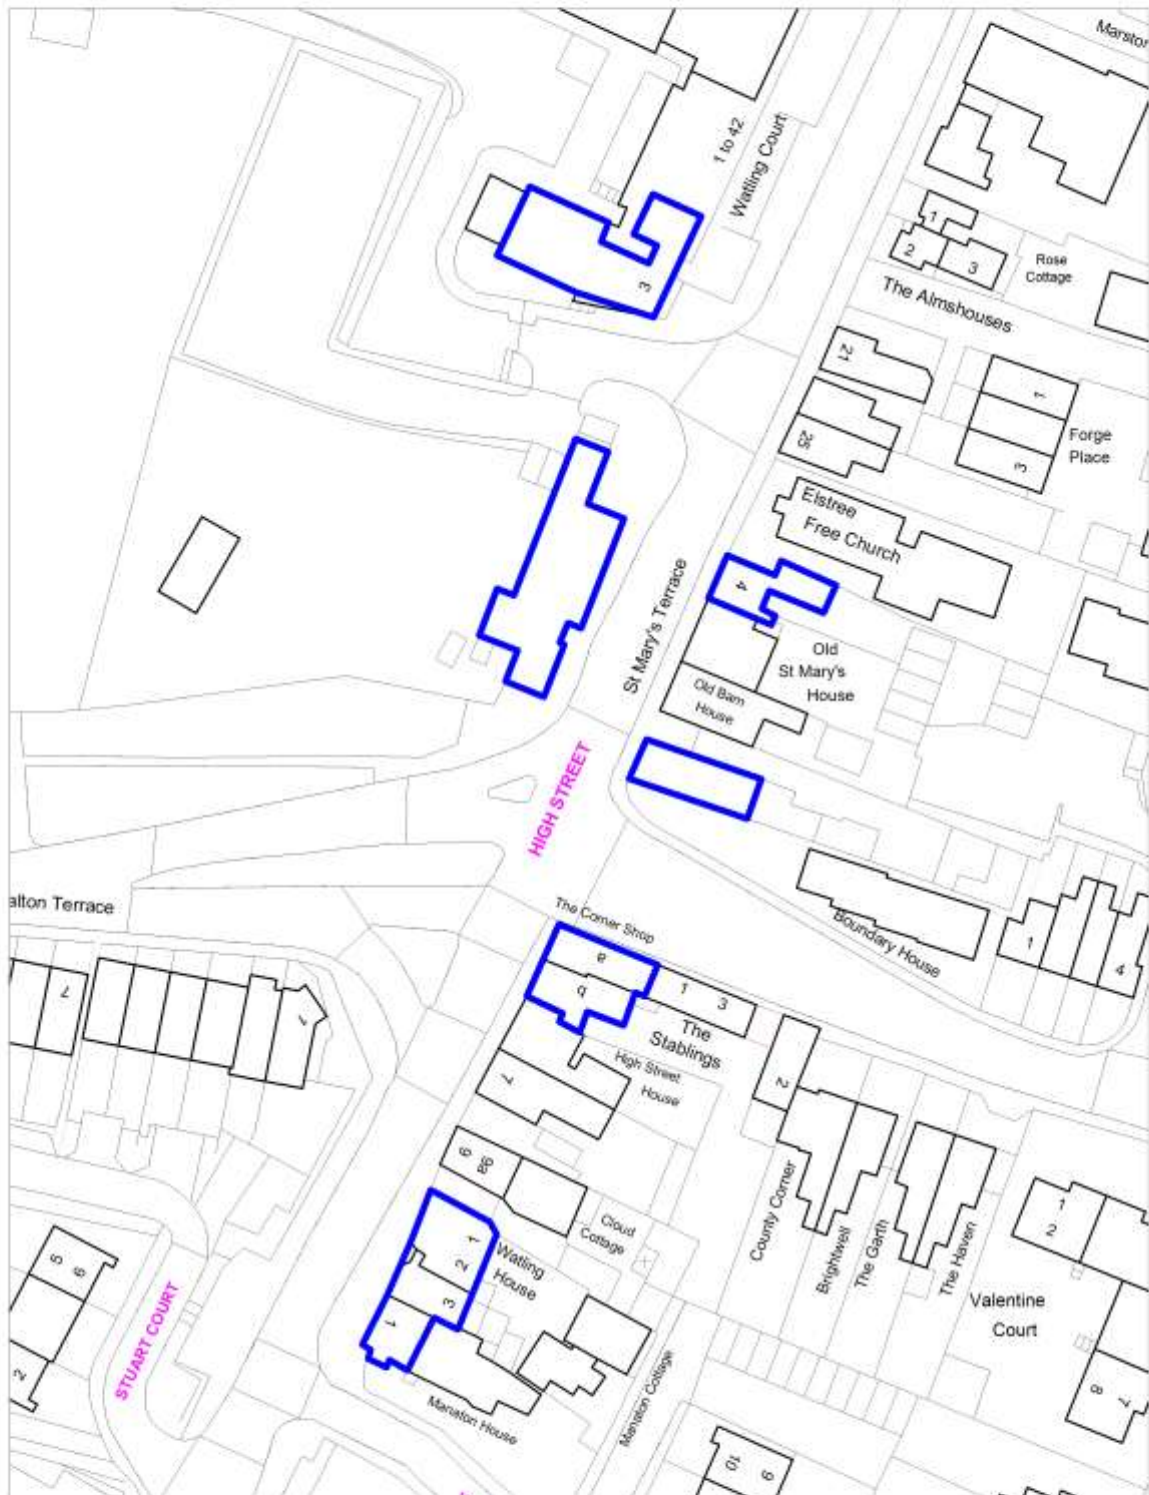 Marston
1 to 42
Watling Court
3
1
2
3
Rose
Cottage
The Almshouses
21
25
1
3
Forge
Place
Elstree
Free Church
4
St Mary's Terrace
Old
St Mary's
House
Old Barn
House
HIGH STREET
alton Terrace
The Corner Shop
Boundary House
1
4
a
b
1
3
The
Stablings
7
1
High Street
House
7
2
9
9a
Cloud
Cottage
County Corner
Brightwell
The Garth
The Haven
1
2
Valentine
Court
1
2
3
Watling
House
1
5
6
2
STUART COURT
Manaton House
Manaton Cottage
8
7
10
9